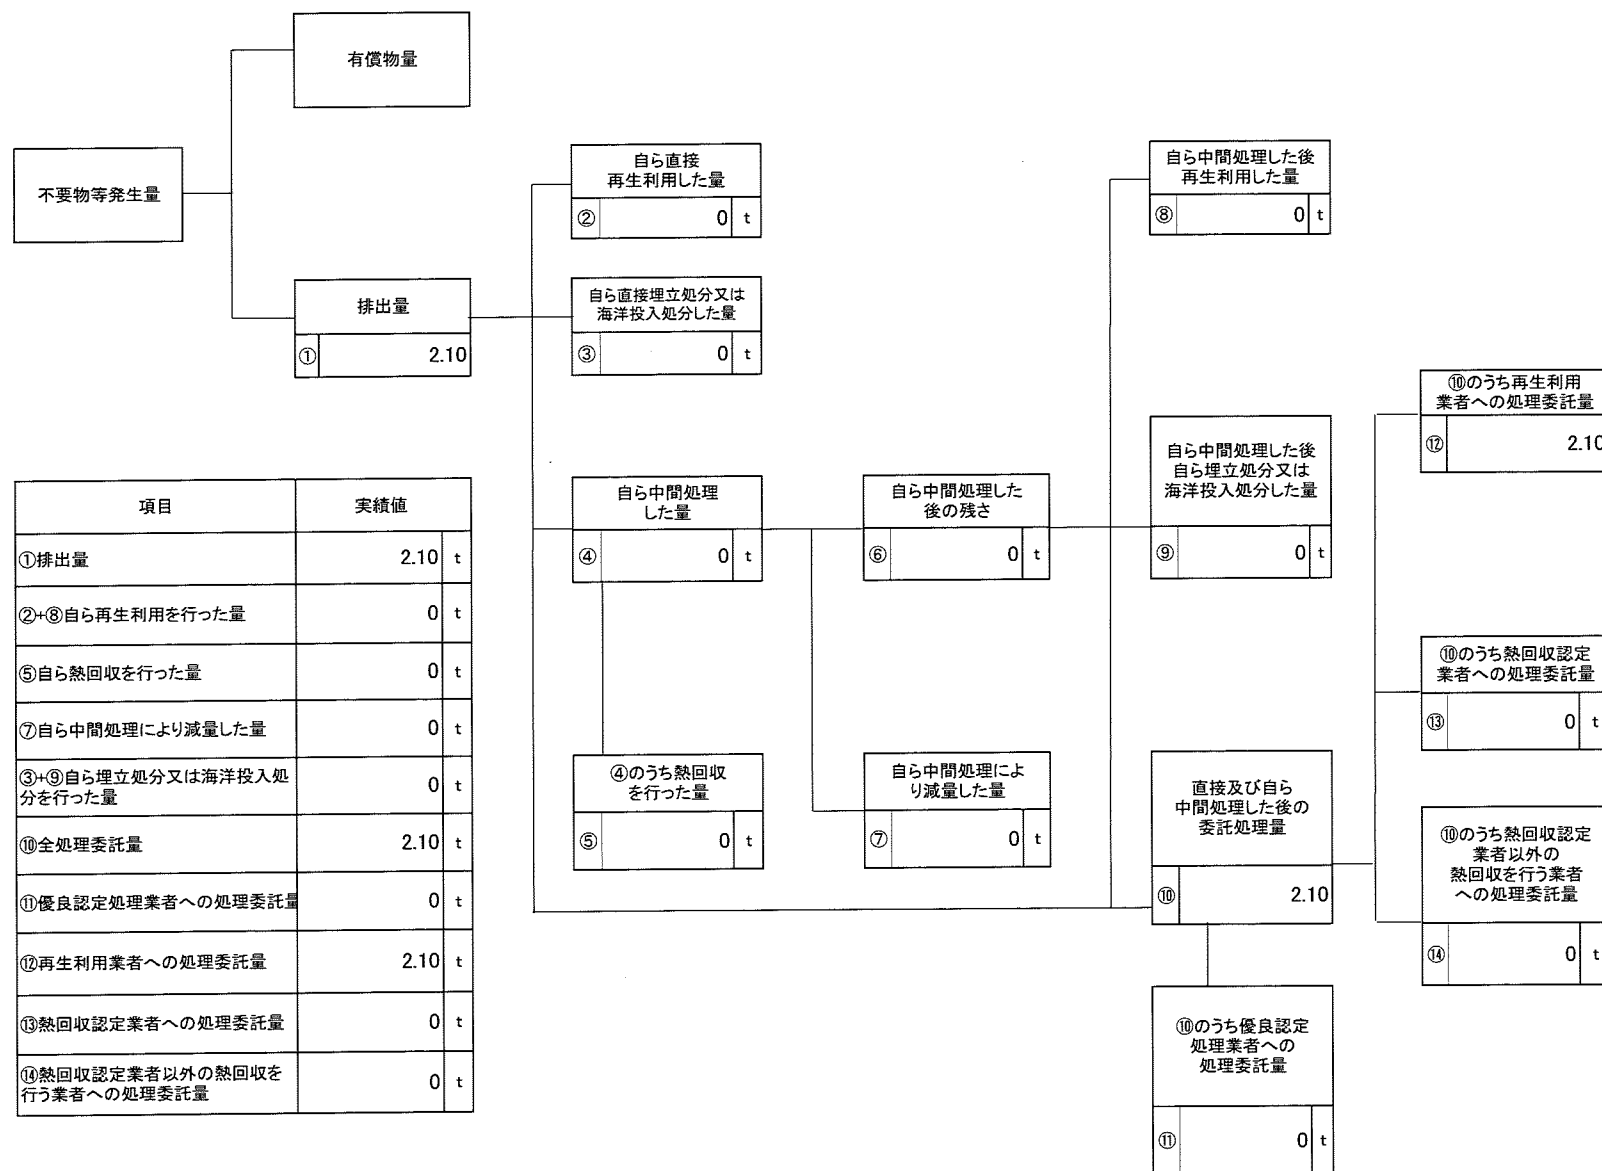 有償物量
不要物等発生量
排出量
① 2.10
自ら直接
再生利用した量
② 0 t
自ら直接埋立処分又は
海洋投入処分した量
③ 0 t
自ら中間処理
した量
④ 0 t
④のうち熱回収
を行った量
⑤ 0 t
自ら中間処理した
後の残さ
⑥ 0 t
自ら中間処理によ
り減量した量
⑦ 0 t
自ら中間処理した後
再生利用した量
⑧ 0 t
自ら中間処理した後
自ら埋立処分又は
海洋投入処分した量
⑨ 0 t
直接及び自ら
中間処理した後の
委託処理量
⑩ 2.10
⑩のうち優良認定
処理業者への
処理委託量
⑪ 0 t
⑩のうち再生利用
業者への処理委託量
⑫ 2.10
⑩のうち熱回収認定
業者への処理委託量
⑬ 0 t
⑩のうち熱回収認定
業者以外の
熱回収を行う業者
への処理委託量
⑭ 0 t
項目 実績値
①排出量 2.10 t
②+⑧自ら再生利用を行った量 0 t
⑤自ら熱回収を行った量 0 t
⑦自ら中間処理により減量した量 0 t
③+⑨自ら埋立処分又は海洋投入処
分を行った量 0 t
⑩全処理委託量 2.10 t
⑪優良認定処理業者への処理委託量 0 t
⑫再生利用業者への処理委託量 2.10 t
⑬熱回収認定業者への処理委託量 0 t
⑭熱回収認定業者以外の熱回収を
行う業者への処理委託量 0 t